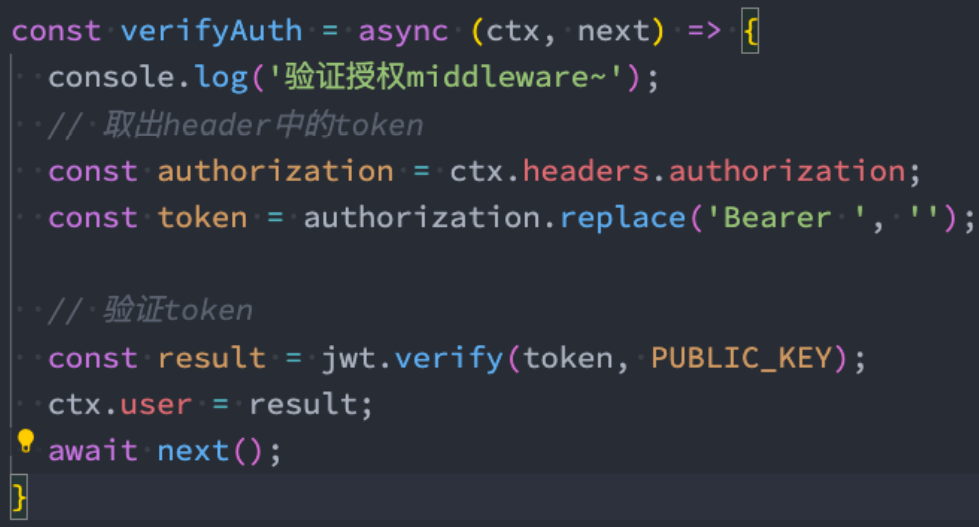 const verifyAuth = async (ctx, next) => {
  console.log('验证授权middleware~');
  // 取出header中的token
  const authorization = ctx.headers.authorization;
  const token = authorization.replace('Bearer ', '');
  // 验证token
  const result = jwt.verify(token, PUBLIC_KEY);
  ctx.user = result;
  await next();
}